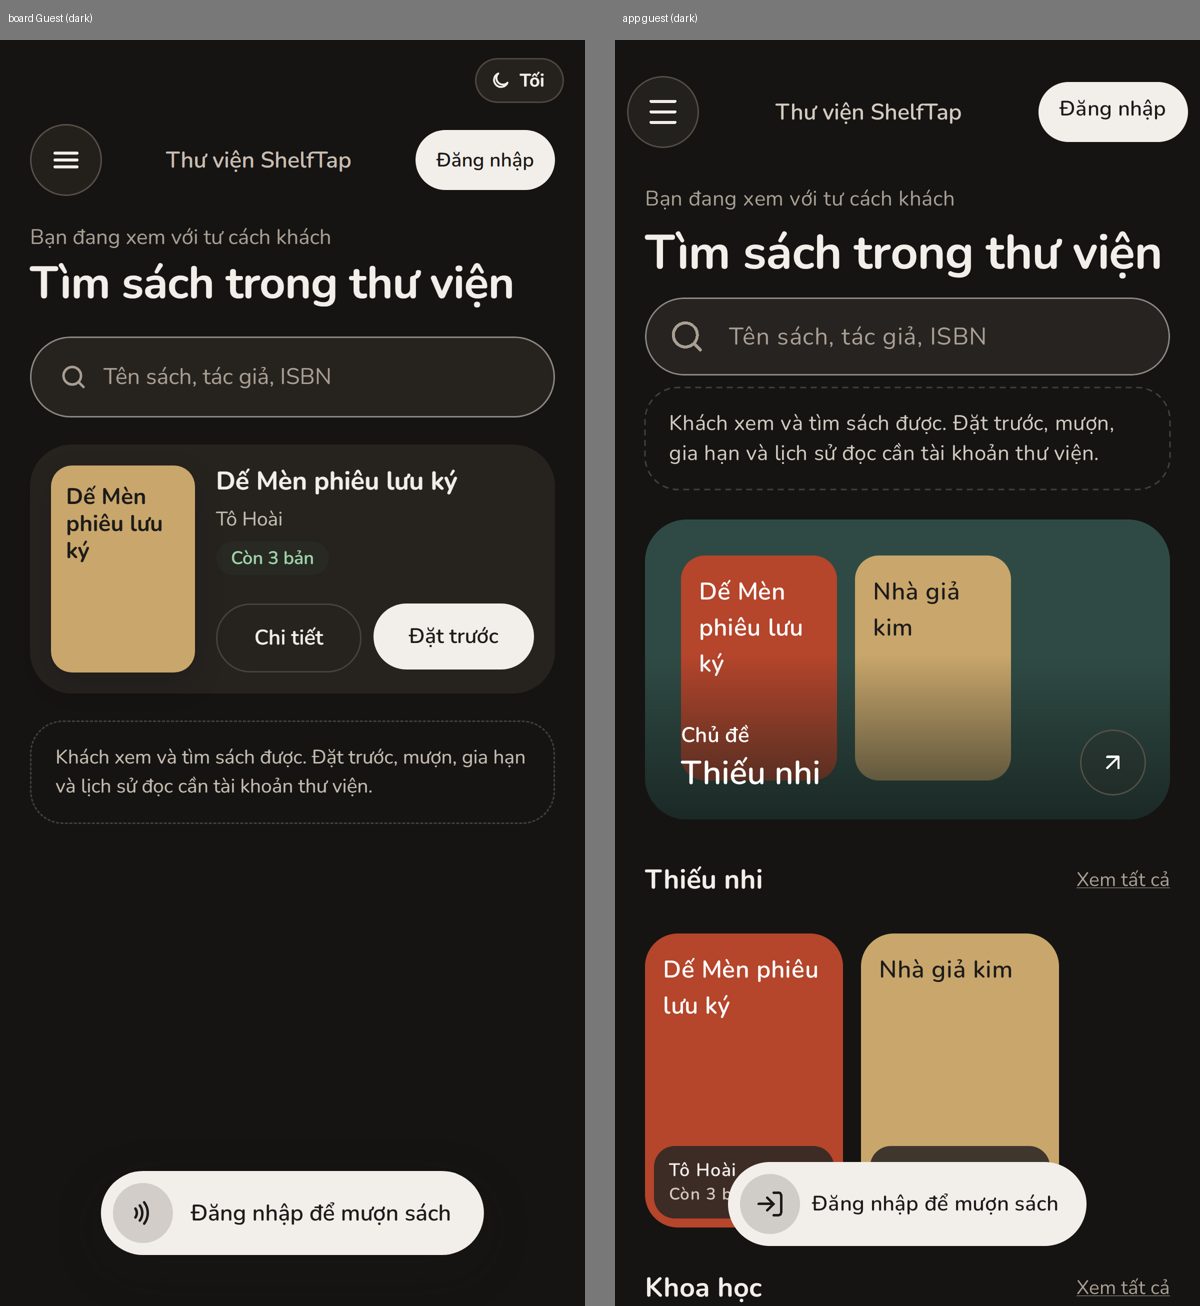 board Guest (dark)
Tối
Thư viện ShelfTap
Đăng nhập
Bạn đang xem với tư cách khách
Tìm sách trong thư viện
Tên sách, tác giả, ISBN
Dế Mèn
phiêu lưu
ký
Dế Mèn phiêu lưu ký
Tô Hoài
Còn 3 bản
Chi tiết
Đặt trước
Khách xem và tìm sách được. Đặt trước, mượn, gia hạn
và lịch sử đọc cần tài khoản thư viện.
Đăng nhập để mượn sách
app guest (dark)
Thư viện ShelfTap
Đăng nhập
Bạn đang xem với tư cách khách
Tìm sách trong thư viện
Tên sách, tác giả, ISBN
Khách xem và tìm sách được. Đặt trước, mượn,
gia hạn và lịch sử đọc cần tài khoản thư viện.
Dế Mèn
phiêu lưu
ký
Nhà giả
kim
Chủ đề
Thiếu nhi
Thiếu nhi
Xem tất cả
Dế Mèn phiêu
lưu ký
Nhà giả kim
Tô Hoài
Còn 3
Đăng nhập để mượn sách
Khoa học
Xem tất cả